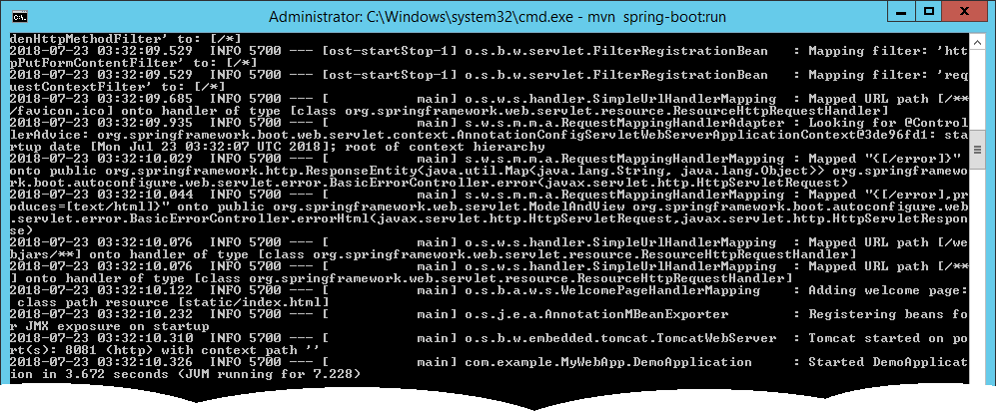 Administrator: C:\Windows\system32\cmd.exe - mvn  spring-boot:run
denHttpMethodFilter' to: [/*]
2018-07-23 03:32:09.529  INFO 5700 --- [ost-startStop-1] o.s.b.w.servlet.FilterRegistrationBean   : Mapping filter: 'htt
pPutFormContentFilter' to: [/*]
2018-07-23 03:32:09.529  INFO 5700 --- [ost-startStop-1] o.s.b.w.servlet.FilterRegistrationBean   : Mapping filter: 'req
uestContextFilter' to: [/*]
2018-07-23 03:32:09.685  INFO 5700 --- [           main] o.s.w.s.handler.SimpleUrlHandlerMapping  : Mapped URL path [/**
/favicon.ico] onto handler of type [class org.springframework.web.servlet.resource.ResourceHttpRequestHandler]
2018-07-23 03:32:09.935  INFO 5700 --- [           main] s.w.s.m.m.a.RequestMappingHandlerAdapter : Looking for @Control
lerAdvice: org.springframework.boot.web.servlet.context.AnnotationConfigServletWebServerApplicationContext@3de96fd1: sta
rtup date [Mon Jul 23 03:32:07 UTC 2018]; root of context hierarchy
2018-07-23 03:32:10.029  INFO 5700 --- [           main] s.w.s.m.m.a.RequestMappingHandlerMapping : Mapped "{[/error]}"
onto public org.springframework.http.ResponseEntity<java.util.Map<java.lang.String, java.lang.Object>> org.springframewo
rk.boot.autoconfigure.web.servlet.error.BasicErrorController.error(javax.servlet.http.HttpServletRequest)
2018-07-23 03:32:10.044  INFO 5700 --- [           main] s.w.s.m.m.a.RequestMappingHandlerMapping : Mapped "{[/error],pr
oduces=[text/html]}" onto public org.springframework.web.servlet.ModelAndView org.springframework.boot.autoconfigure.web
.servlet.error.BasicErrorController.errorHtml(javax.servlet.http.HttpServletRequest,javax.servlet.http.HttpServletRespon
se)
2018-07-23 03:32:10.076  INFO 5700 --- [           main] o.s.w.s.handler.SimpleUrlHandlerMapping  : Mapped URL path [/we
bjars/**] onto handler of type [class org.springframework.web.servlet.resource.ResourceHttpRequestHandler]
2018-07-23 03:32:10.076  INFO 5700 --- [           main] o.s.w.s.handler.SimpleUrlHandlerMapping  : Mapped URL path [/**
] onto handler of type [class org.springframework.web.servlet.resource.ResourceHttpRequestHandler]
2018-07-23 03:32:10.122  INFO 5700 --- [           main] o.s.b.a.w.s.WelcomePageHandlerMapping    : Adding welcome page:
 class path resource [static/index.html]
2018-07-23 03:32:10.232  INFO 5700 --- [           main] o.s.j.e.a.AnnotationMBeanExporter        : Registering beans fo
r JMX exposure on startup
2018-07-23 03:32:10.310  INFO 5700 --- [           main] o.s.b.w.embedded.tomcat.TomcatWebServer  : Tomcat started on po
rt(s): 8081 (http) with context path ''
2018-07-23 03:32:10.326  INFO 5700 --- [           main] com.example.MyWebApp.DemoApplication     : Started DemoApplicat
ion in 3.672 seconds (JVM running for 7.228)